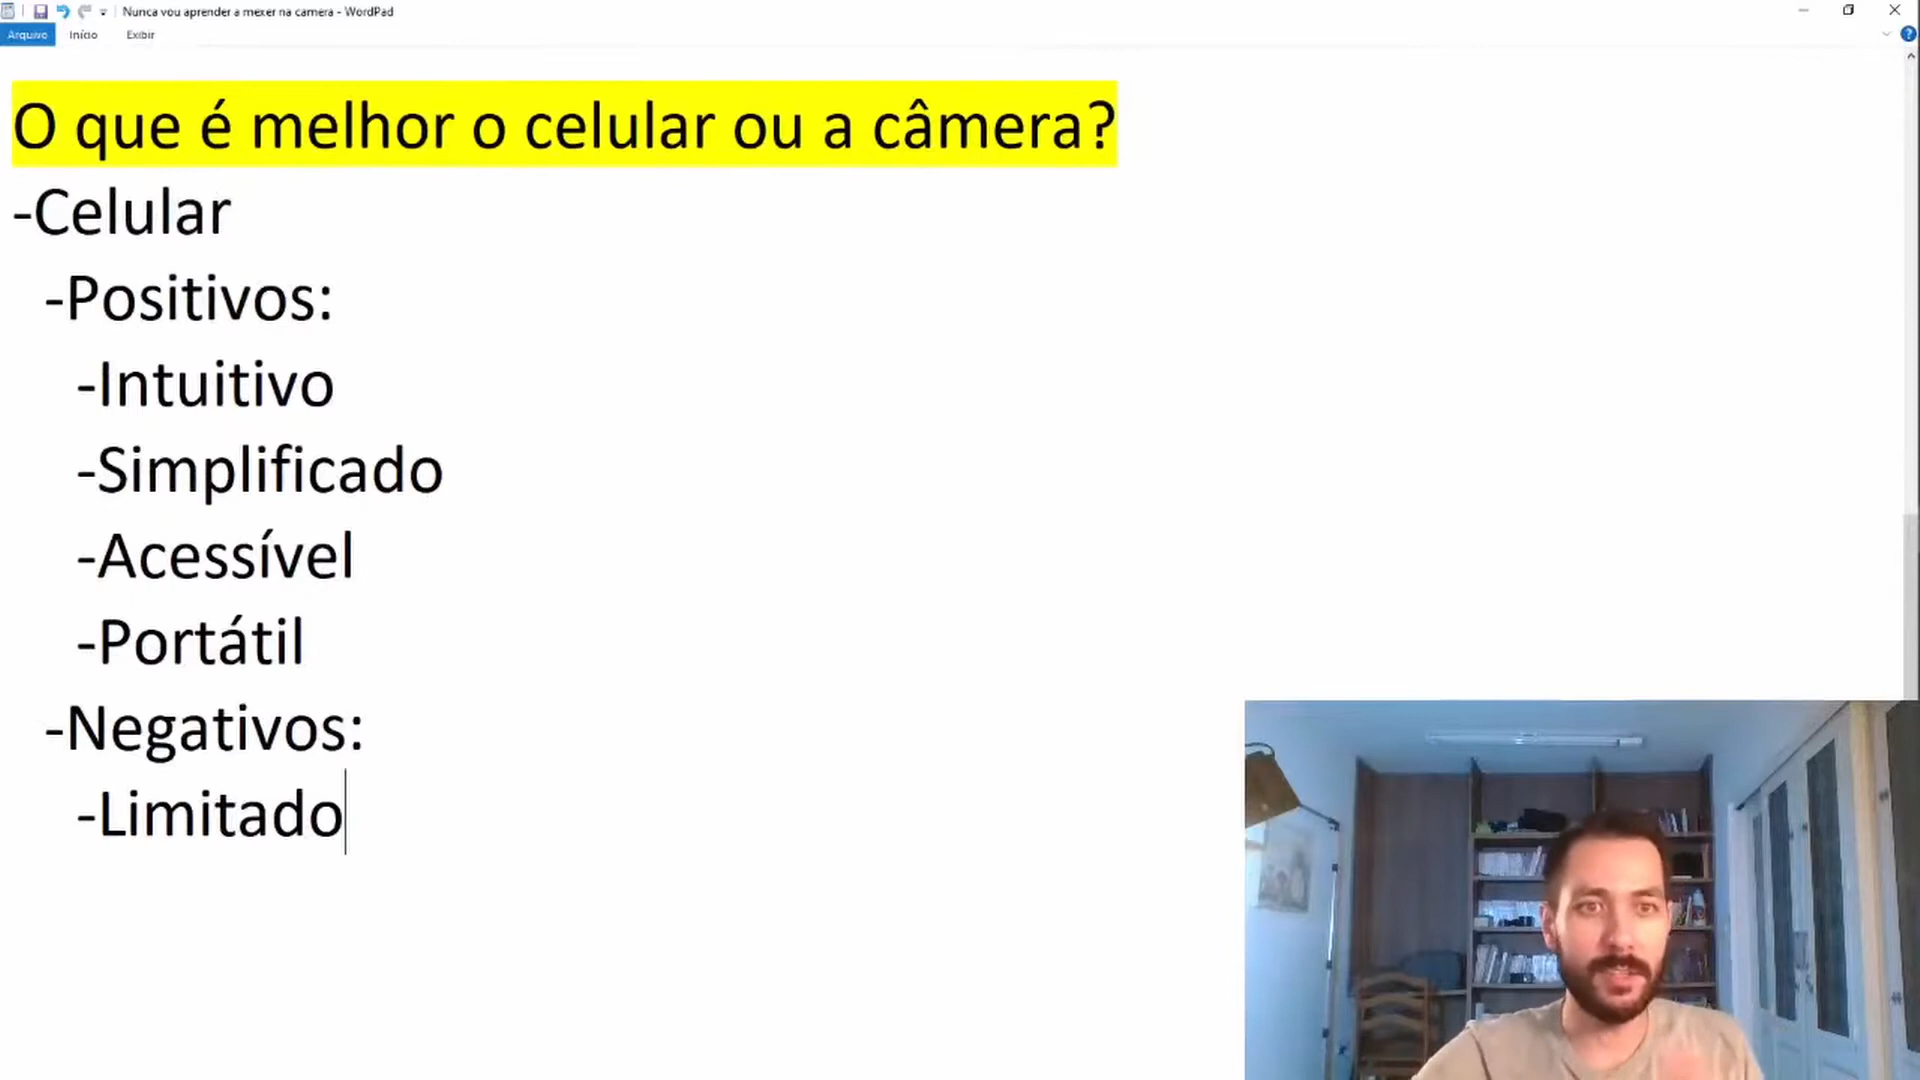 Nunca vou aprender a mexer na camera - WordPad
Arquivo Início Exibir
O que é melhor o celular ou a câmera?
-Celular
-Positivos:
-Intuitivo
-Simplificado
-Acessível
-Portátil
-Negativos:
-Limitado